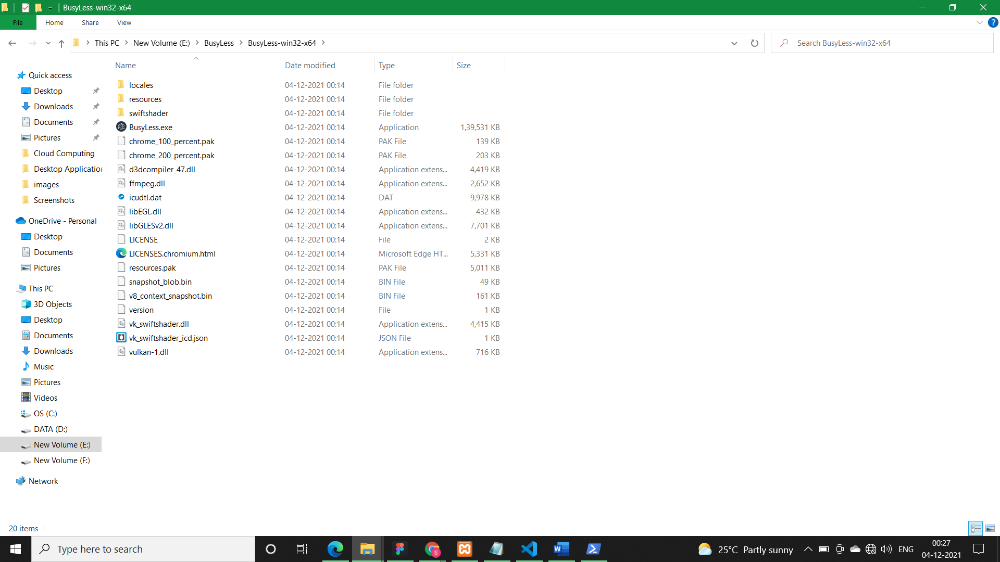 BusyLess-win32-x64
File Home Share View
This PC New Volume (E:) BusyLess BusyLess-win32-x64
Search BusyLess-win32-x64
Name Date modified Type Size
Quick access
Desktop
Downloads
Documents
Pictures
Cloud Computing
Desktop Application
images
Screenshots
OneDrive - Personal
Desktop
Documents
Pictures
This PC
3D Objects
Desktop
Documents
Downloads
Music
Pictures
Videos
OS (C:)
DATA (D:)
New Volume (E:)
New Volume (F:)
Network
locales 04-12-2021 00:14 File folder
resources 04-12-2021 00:14 File folder
swiftshader 04-12-2021 00:14 File folder
BusyLess.exe 04-12-2021 00:14 Application 1,39,531 KB
chrome_100_percent.pak 04-12-2021 00:14 PAK File 139 KB
chrome_200_percent.pak 04-12-2021 00:14 PAK File 203 KB
d3dcompiler_47.dll 04-12-2021 00:14 Application extens... 4,419 KB
ffmpeg.dll 04-12-2021 00:14 Application extens... 2,652 KB
icudtl.dat 04-12-2021 00:14 DAT 9,978 KB
libEGL.dll 04-12-2021 00:14 Application extens... 432 KB
libGLESv2.dll 04-12-2021 00:14 Application extens... 7,701 KB
LICENSE 04-12-2021 00:14 File 2 KB
LICENSES.chromium.html 04-12-2021 00:14 Microsoft Edge HT... 5,331 KB
resources.pak 04-12-2021 00:14 PAK File 5,011 KB
snapshot_blob.bin 04-12-2021 00:14 BIN File 49 KB
v8_context_snapshot.bin 04-12-2021 00:14 BIN File 161 KB
version 04-12-2021 00:14 File 1 KB
vk_swiftshader.dll 04-12-2021 00:14 Application extens... 4,415 KB
vk_swiftshader_icd.json 04-12-2021 00:14 JSON File 1 KB
vulkan-1.dll 04-12-2021 00:14 Application extens... 716 KB
20 items
Type here to search
25°C Partly sunny
ENG
00:27
04-12-2021